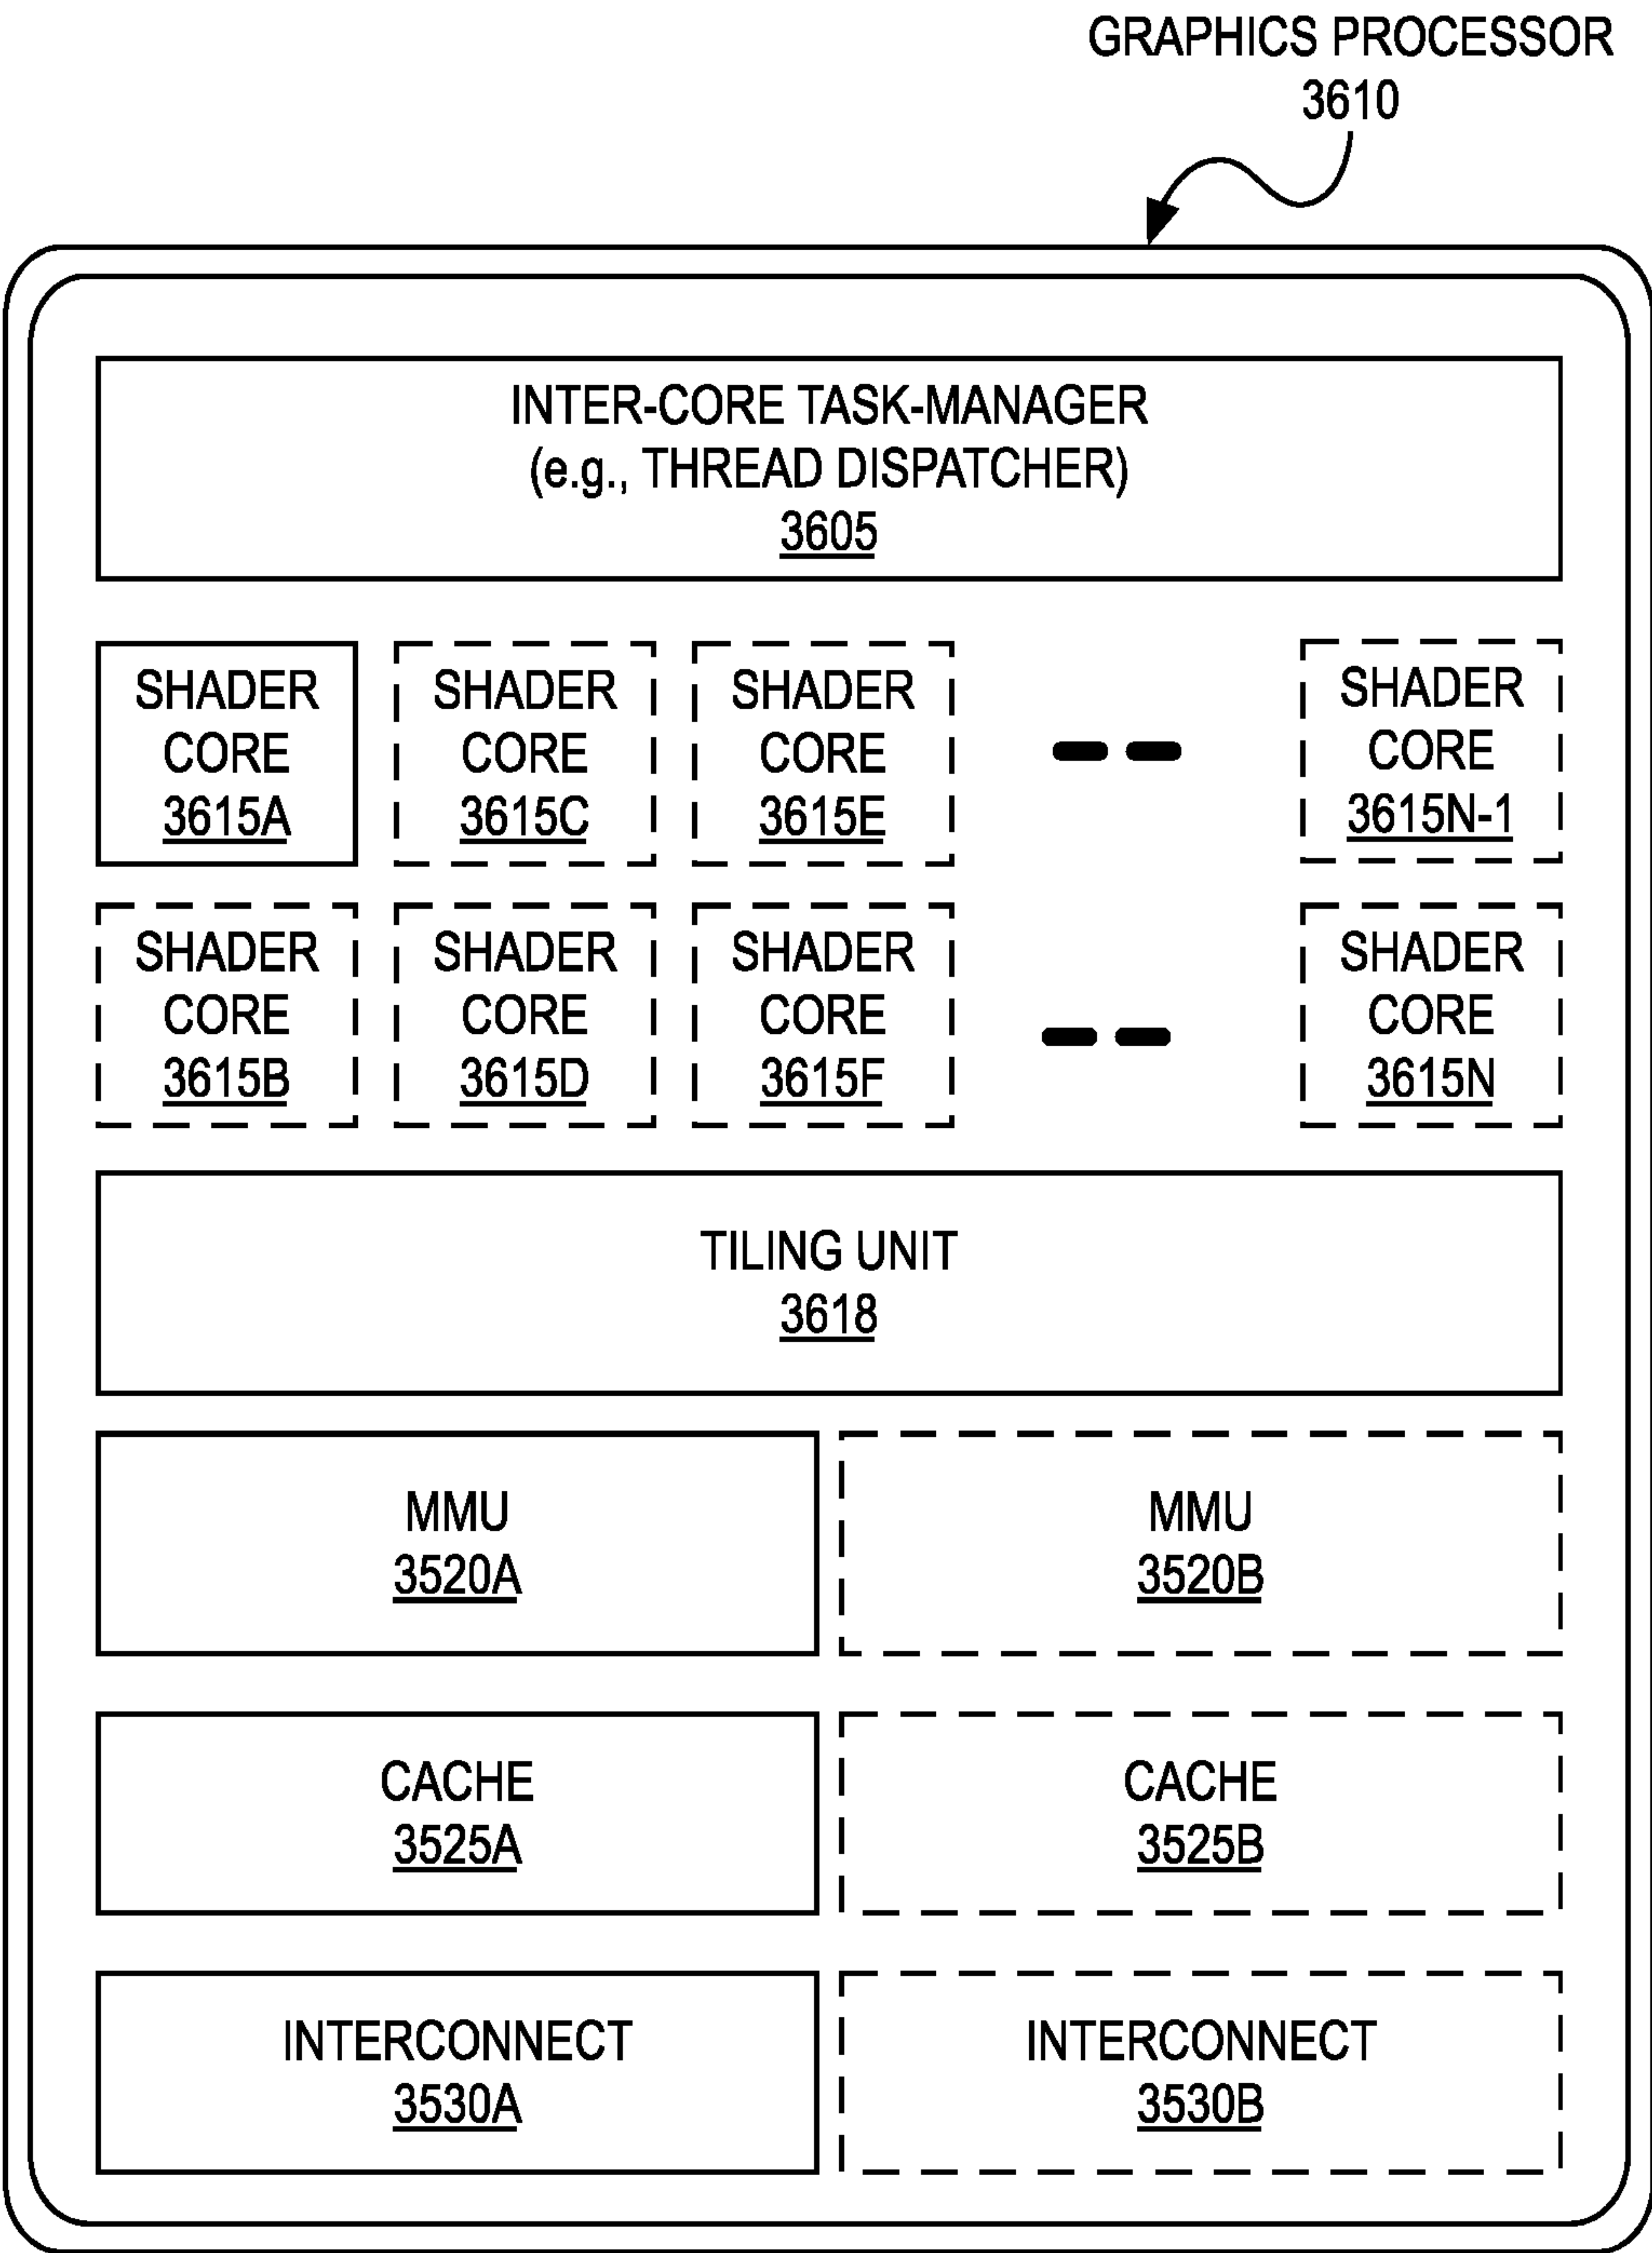 GRAPHICS PROCESSOR
3610
INTER-CORE TASK-MANAGER
(e.g., THREAD DISPATCHER)
3605
SHADER
CORE
3615A
SHADER
CORE
3615C
SHADER
CORE
3615E
SHADER
CORE
3615N-1
SHADER
CORE
3615B
SHADER
CORE
3615D
SHADER
CORE
3615F
SHADER
CORE
3615N
TILING UNIT
3618
MMU
3520A
MMU
3520B
CACHE
3525A
CACHE
3525B
INTERCONNECT
3530A
INTERCONNECT
3530B